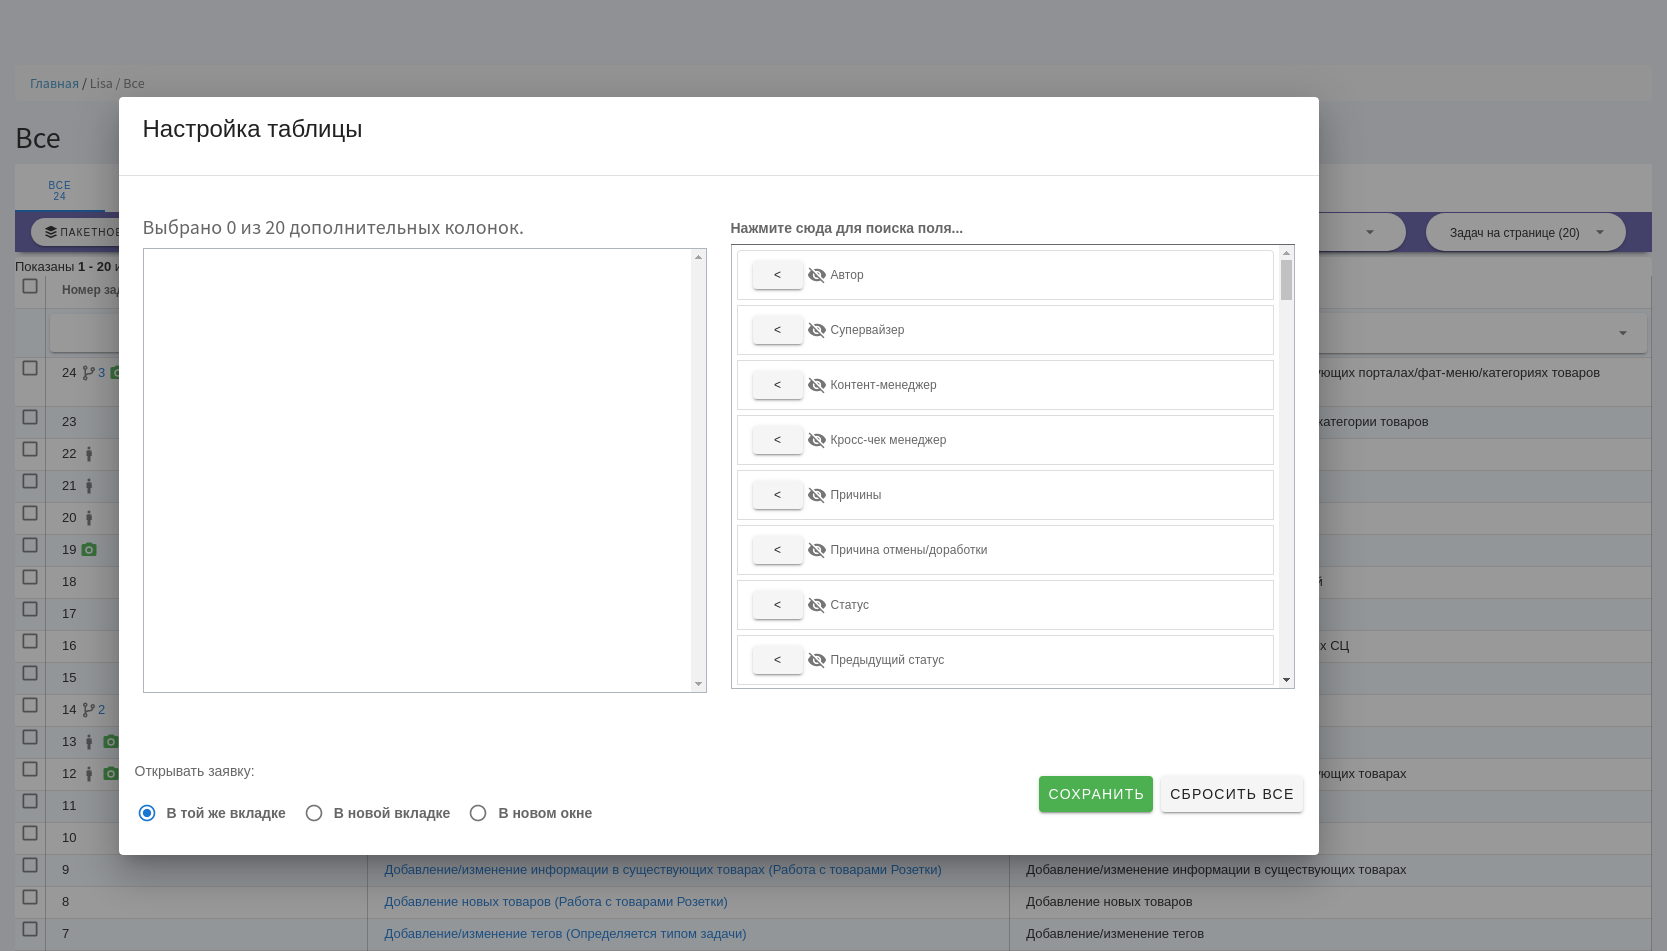 Главная / Lisa / Все
Все
ВСЕ
24
ПАКЕТНОЕ
Задач на странице (20)
Показаны 1 - 20 и
Номер зад
Настройка таблицы
Выбрано 0 из 20 дополнительных колонок.
Нажмите сюда для поиска поля...
< Автор
< Супервайзер
< Контент-менеджер
< Кросс-чек менеджер
< Причины
< Причина отмены/доработки
< Статус
< Предыдущий статус
Открывать заявку:
В той же вкладке В новой вкладке В новом окне
СОХРАНИТЬ СБРОСИТЬ ВСЕ
24 3 ующих порталах/фат-меню/категориях товаров
23 категории товаров
22
21
20
19
18 й
17
16 х СЦ
15
14 2
13
12 ующих товарах
11
10
9 Добавление/изменение информации в существующих товарах (Работа с товарами Розетки) Добавление/изменение информации в существующих товарах
8 Добавление новых товаров (Работа с товарами Розетки) Добавление новых товаров
7 Добавление/изменение тегов (Определяется типом задачи) Добавление/изменение тегов